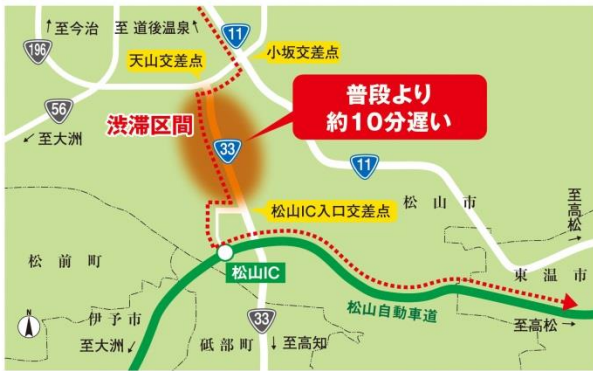 ↑至今治
至 道後温泉↑
11
196
天山交差点
小坂交差点
56
↙至大洲
渋滞区間
普段より
約10分遅い
33
11
松山IC入口交差点
松山市
至高松→
松前町
松山IC
東温市
N
伊予市
松山自動車道
33
至高松→
至大洲↙
砥部町
↓至高知